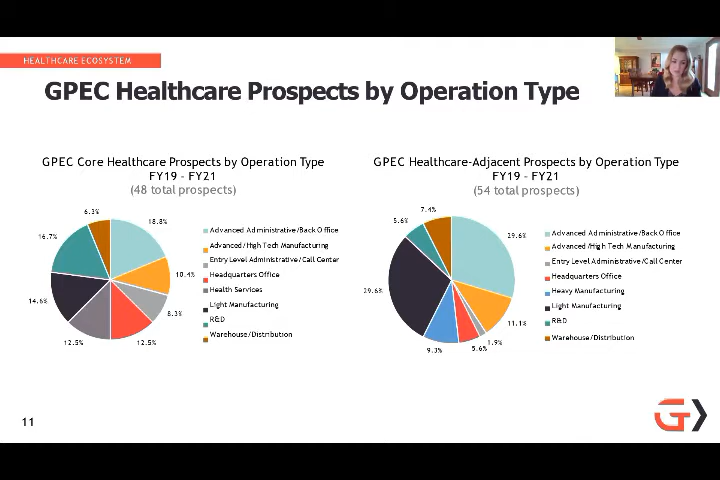 HEALTHCARE ECOSYSTEM
GPEC Healthcare Prospects by Operation Type
GPEC Core Healthcare Prospects by Operation Type
FY19 - FY21
(48 total prospects)
6.3%
18.8%
16.7%
10.4%
14.6%
8.3%
12.5%
12.5%
Advanced Administrative/Back Office
Advanced/High Tech Manufacturing
Entry Level Administrative/Call Center
Headquarters Office
Health Services
Light Manufacturing
R&D
Warehouse/Distribution
GPEC Healthcare-Adjacent Prospects by Operation Type
FY19 - FY21
(54 total prospects)
7.4%
5.6%
29.6%
29.6%
11.1%
1.9%
5.6%
9.3%
Advanced Administrative/Back Office
Advanced/High Tech Manufacturing
Entry Level Administrative/Call Center
Headquarters Office
Heavy Manufacturing
Light Manufacturing
R&D
Warehouse/Distribution
11